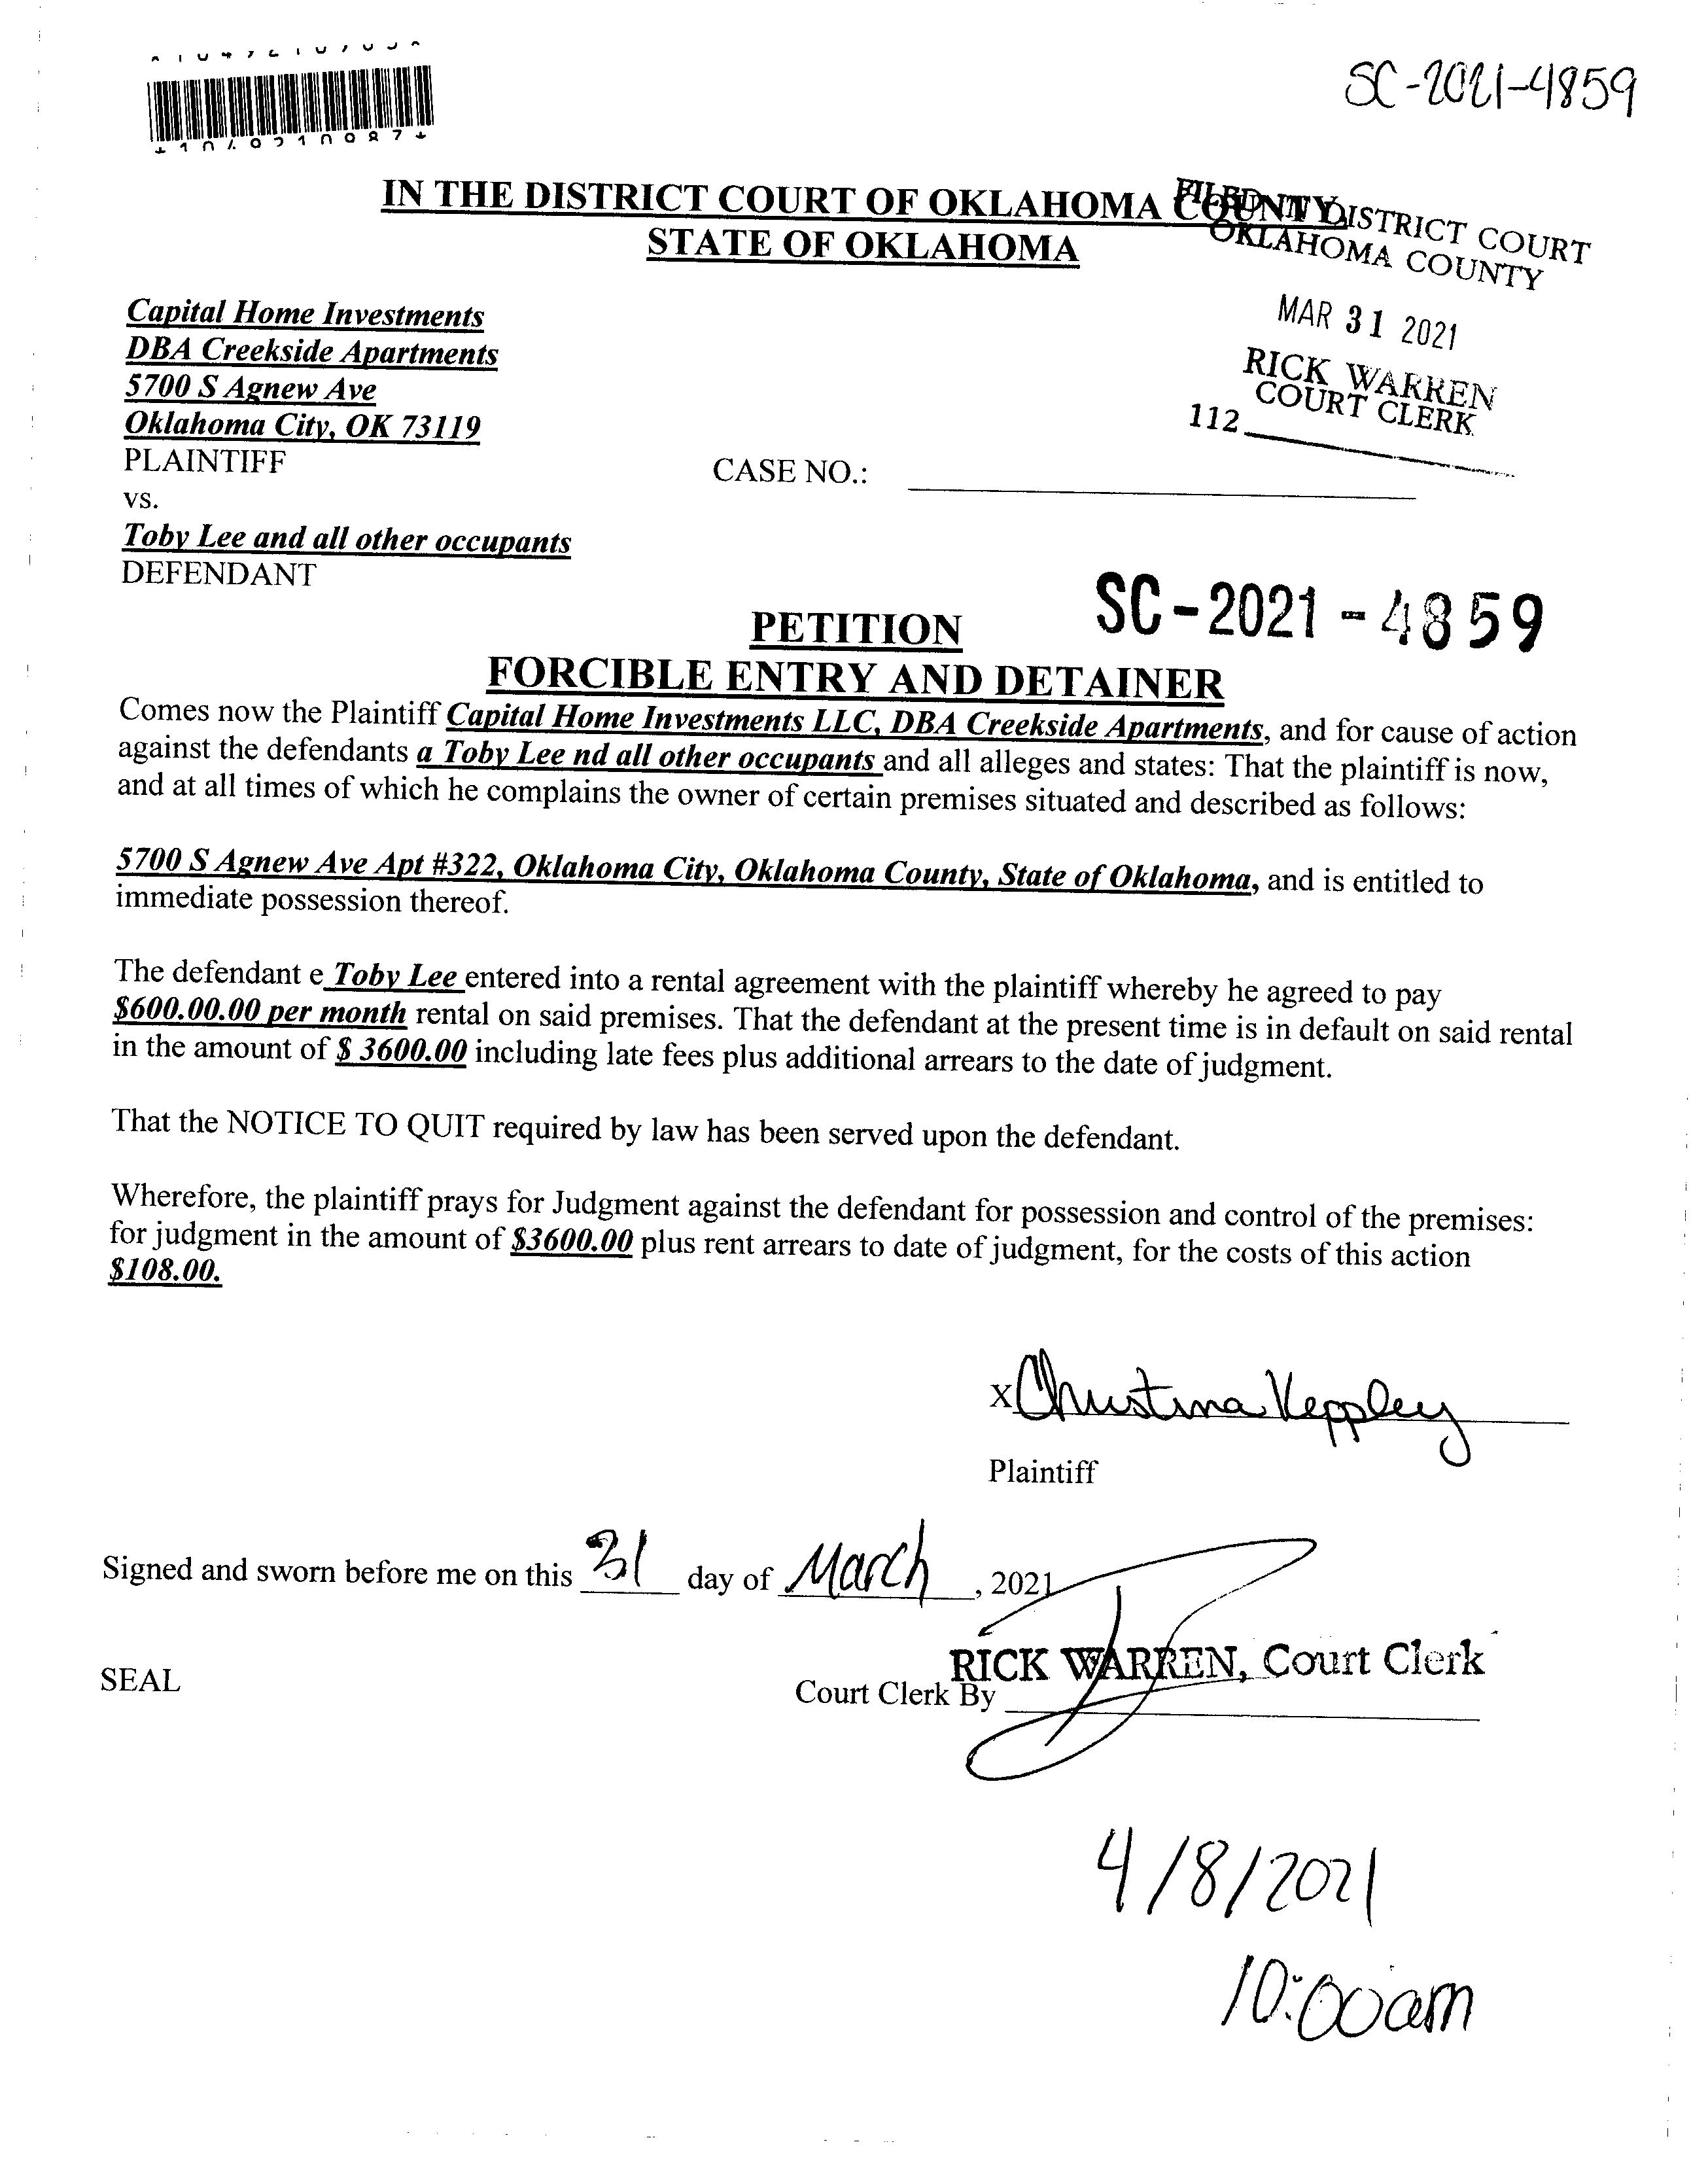 SC-2021-4859
IN THE DISTRICT COURT OF OKLAHOMA COUNTY
STATE OF OKLAHOMA
FILED IN DISTRICT COURT
OKLAHOMA COUNTY
MAR 31 2021
RICK WARREN
COURT CLERK
112
Capital Home Investments
DBA Creekside Apartments
5700 S Agnew Ave
Oklahoma City, OK 73119
PLAINTIFF
CASE NO.:
vs.
Toby Lee and all other occupants
DEFENDANT
SC-2021-4859
PETITION
FORCIBLE ENTRY AND DETAINER
Comes now the Plaintiff Capital Home Investments LLC, DBA Creekside Apartments, and for cause of action
against the defendants a Toby Lee nd all other occupants and all alleges and states: That the plaintiff is now,
and at all times of which he complains the owner of certain premises situated and described as follows:
5700 S Agnew Ave Apt #322, Oklahoma City, Oklahoma County, State of Oklahoma, and is entitled to
immediate possession thereof.
The defendant e Toby Lee entered into a rental agreement with the plaintiff whereby he agreed to pay
$600.00.00 per month rental on said premises. That the defendant at the present time is in default on said rental
in the amount of $ 3600.00 including late fees plus additional arrears to the date of judgment.
That the NOTICE TO QUIT required by law has been served upon the defendant.
Wherefore, the plaintiff prays for Judgment against the defendant for possession and control of the premises:
for judgment in the amount of $3600.00 plus rent arrears to date of judgment, for the costs of this action
$108.00.
X Christina Keppley
Plaintiff
Signed and sworn before me on this 31 day of March, 2021
RICK WARREN, Court Clerk
SEAL
Court Clerk By
4/8/2021
10:00am